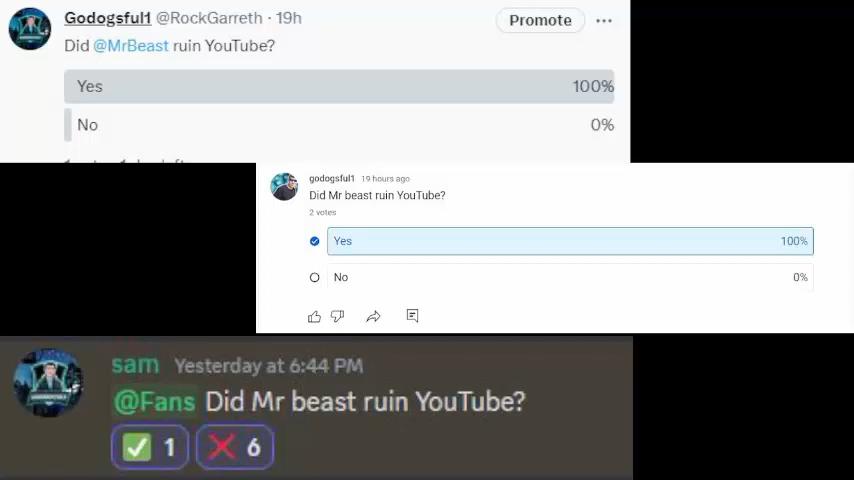 Godogsful1 @RockGarreth · 19h
Promote
Did @MrBeast ruin YouTube?
Yes 100%
No 0%
godogsful1 19 hours ago
Did Mr beast ruin YouTube?
2 votes
Yes 100%
No 0%
sam Yesterday at 6:44 PM
@Fans Did Mr beast ruin YouTube?
1 6